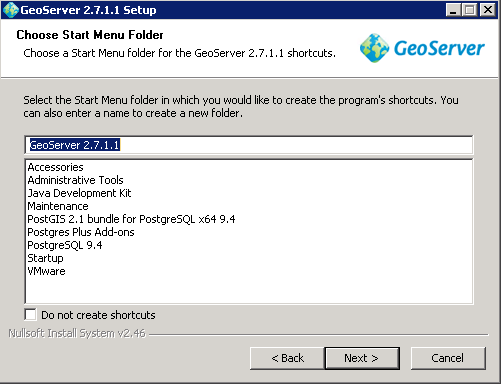 GeoServer 2.7.1.1 Setup
Choose Start Menu Folder
Choose a Start Menu folder for the GeoServer 2.7.1.1 shortcuts.
GeoServer
Select the Start Menu folder in which you would like to create the program's shortcuts. You
can also enter a name to create a new folder.
GeoServer 2.7.1.1
Accessories
Administrative Tools
Java Development Kit
Maintenance
PostGIS 2.1 bundle for PostgreSQL x64 9.4
Postgres Plus Add-ons
PostgreSQL 9.4
Startup
VMware
Do not create shortcuts
Nullsoft Install System v2.46
< Back
Next >
Cancel